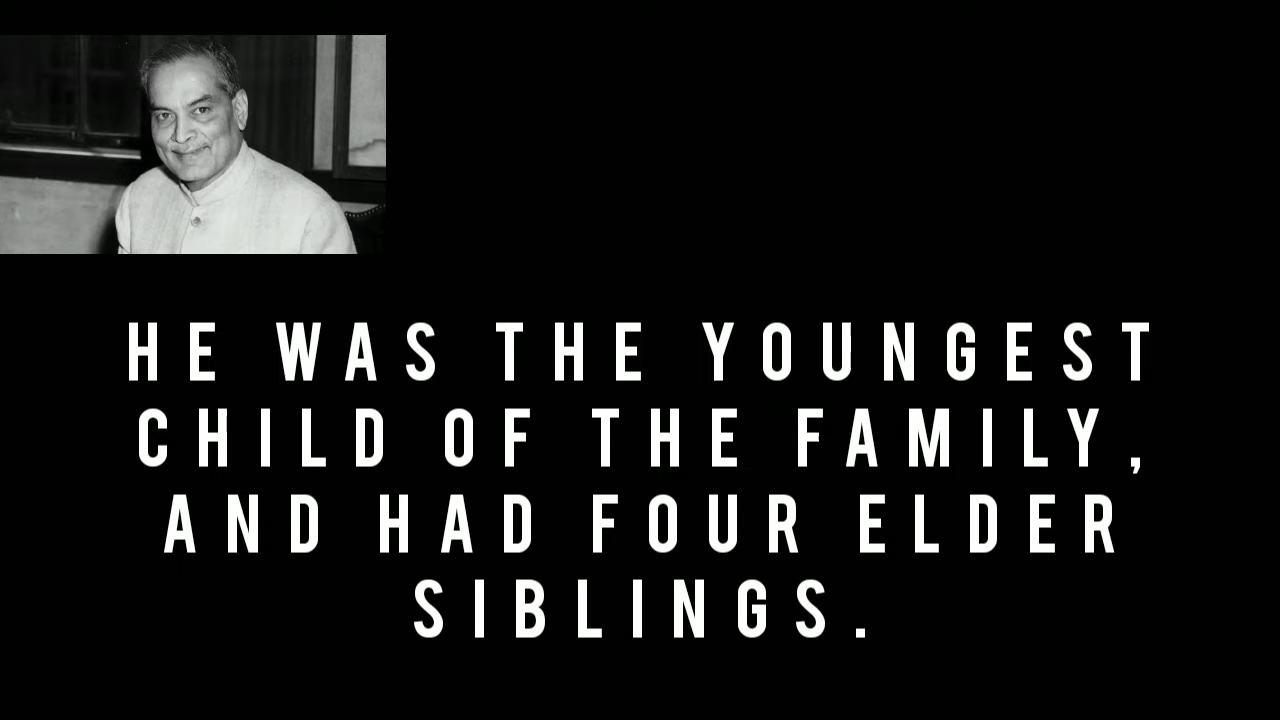 HE WAS THE YOUNGEST
CHILD OF THE FAMILY,
AND HAD FOUR ELDER
SIBLINGS.